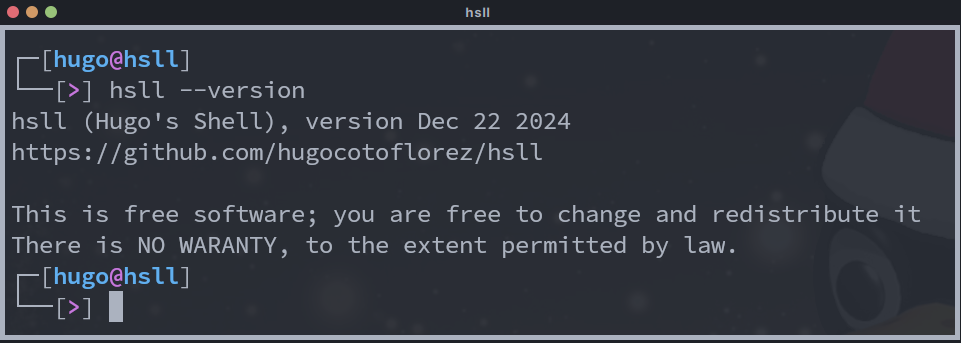 hsll
┌─[hugo@hsll]
└──[>] hsll --version
hsll (Hugo's Shell), version Dec 22 2024
https://github.com/hugocotoflorez/hsll
This is free software; you are free to change and redistribute it
There is NO WARANTY, to the extent permitted by law.
┌─[hugo@hsll]
└──[>]